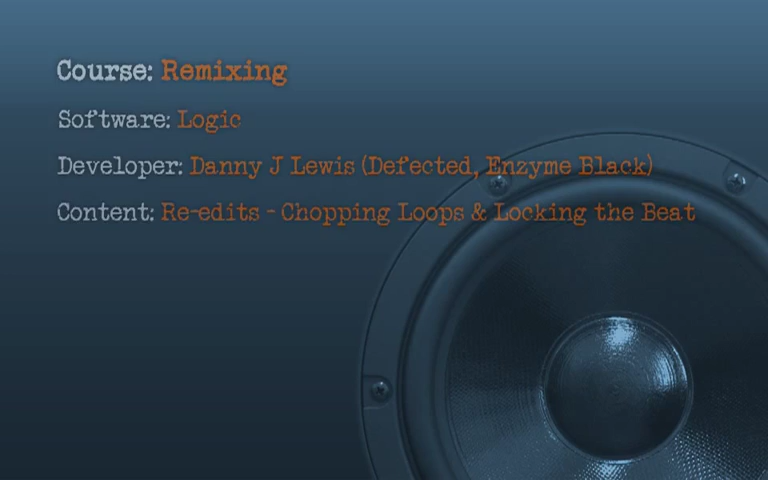 Course: Remixing
Software: Logic
Developer: Danny J Lewis (Defected, Enzyme Black)
Content: Re-edits - Chopping Loops & Locking the Beat